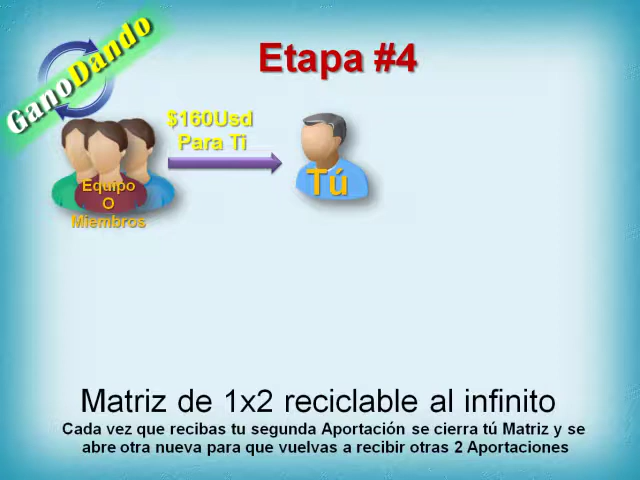 GanoDando
Etapa #4
$160Usd
Para Ti
Equipo
O
Miembros
Tú
Matriz de 1x2 reciclable al infinito
Cada vez que recibas tu segunda Aportación se cierra tú Matriz y se
abre otra nueva para que vuelvas a recibir otras 2 Aportaciones